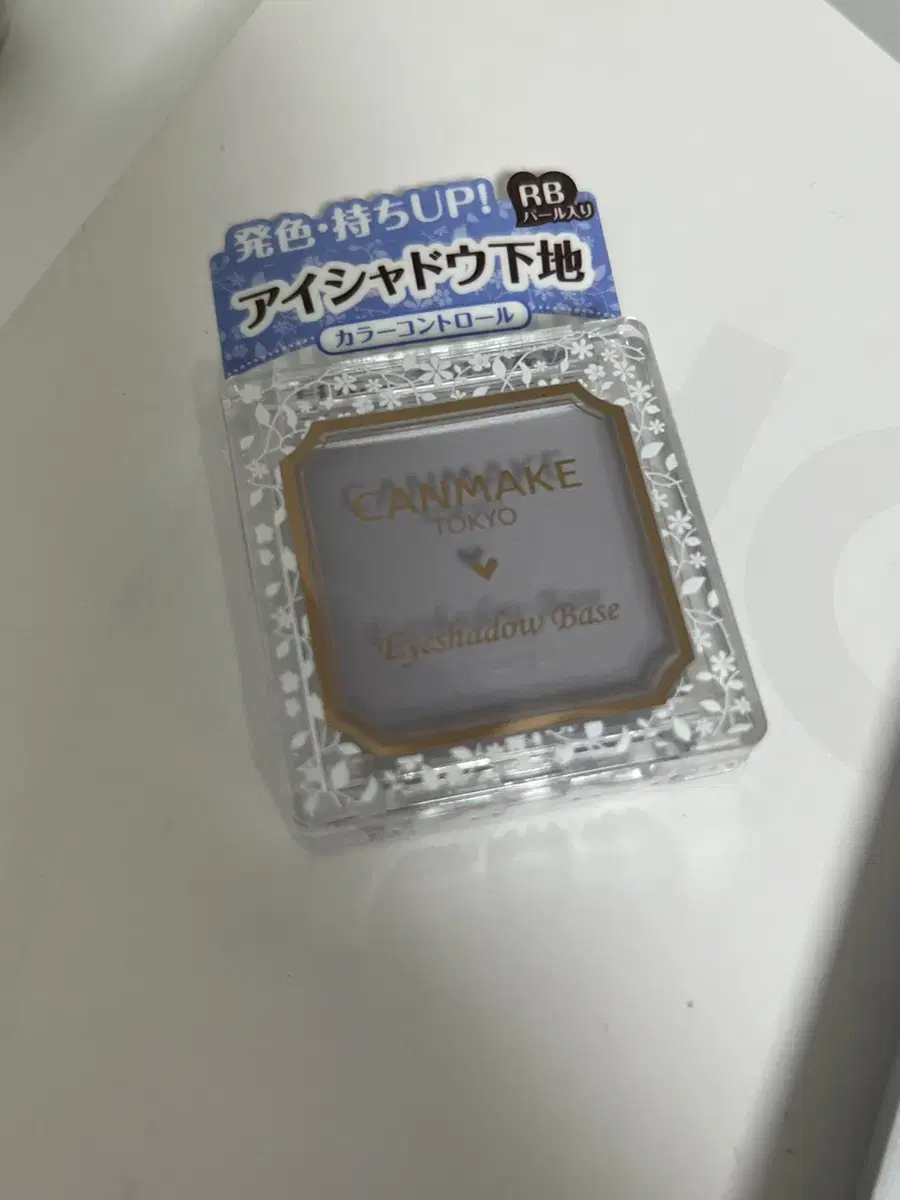 発色・持ちUP!
RB
パール入り
アイシャドウ下地
カラーコントロール
CANMAKE
TOKYO
Eyeshadow Base